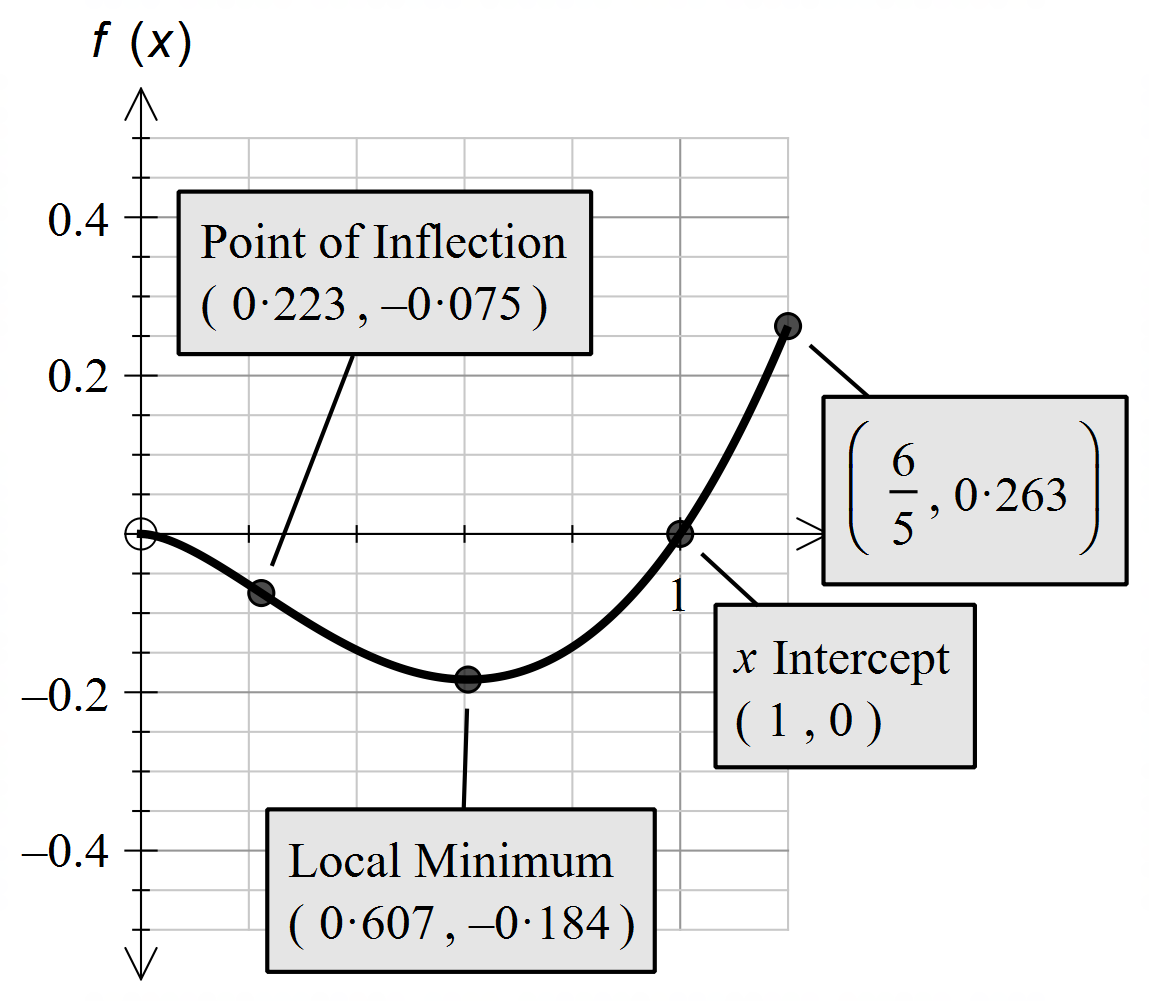 f (x)
0.4
Point of Inflection
( 0·223 , –0·075 )
0.2
( 6/5 , 0·263 )
1
x Intercept
( 1 , 0 )
–0.2
–0.4
Local Minimum
( 0·607 , –0·184 )